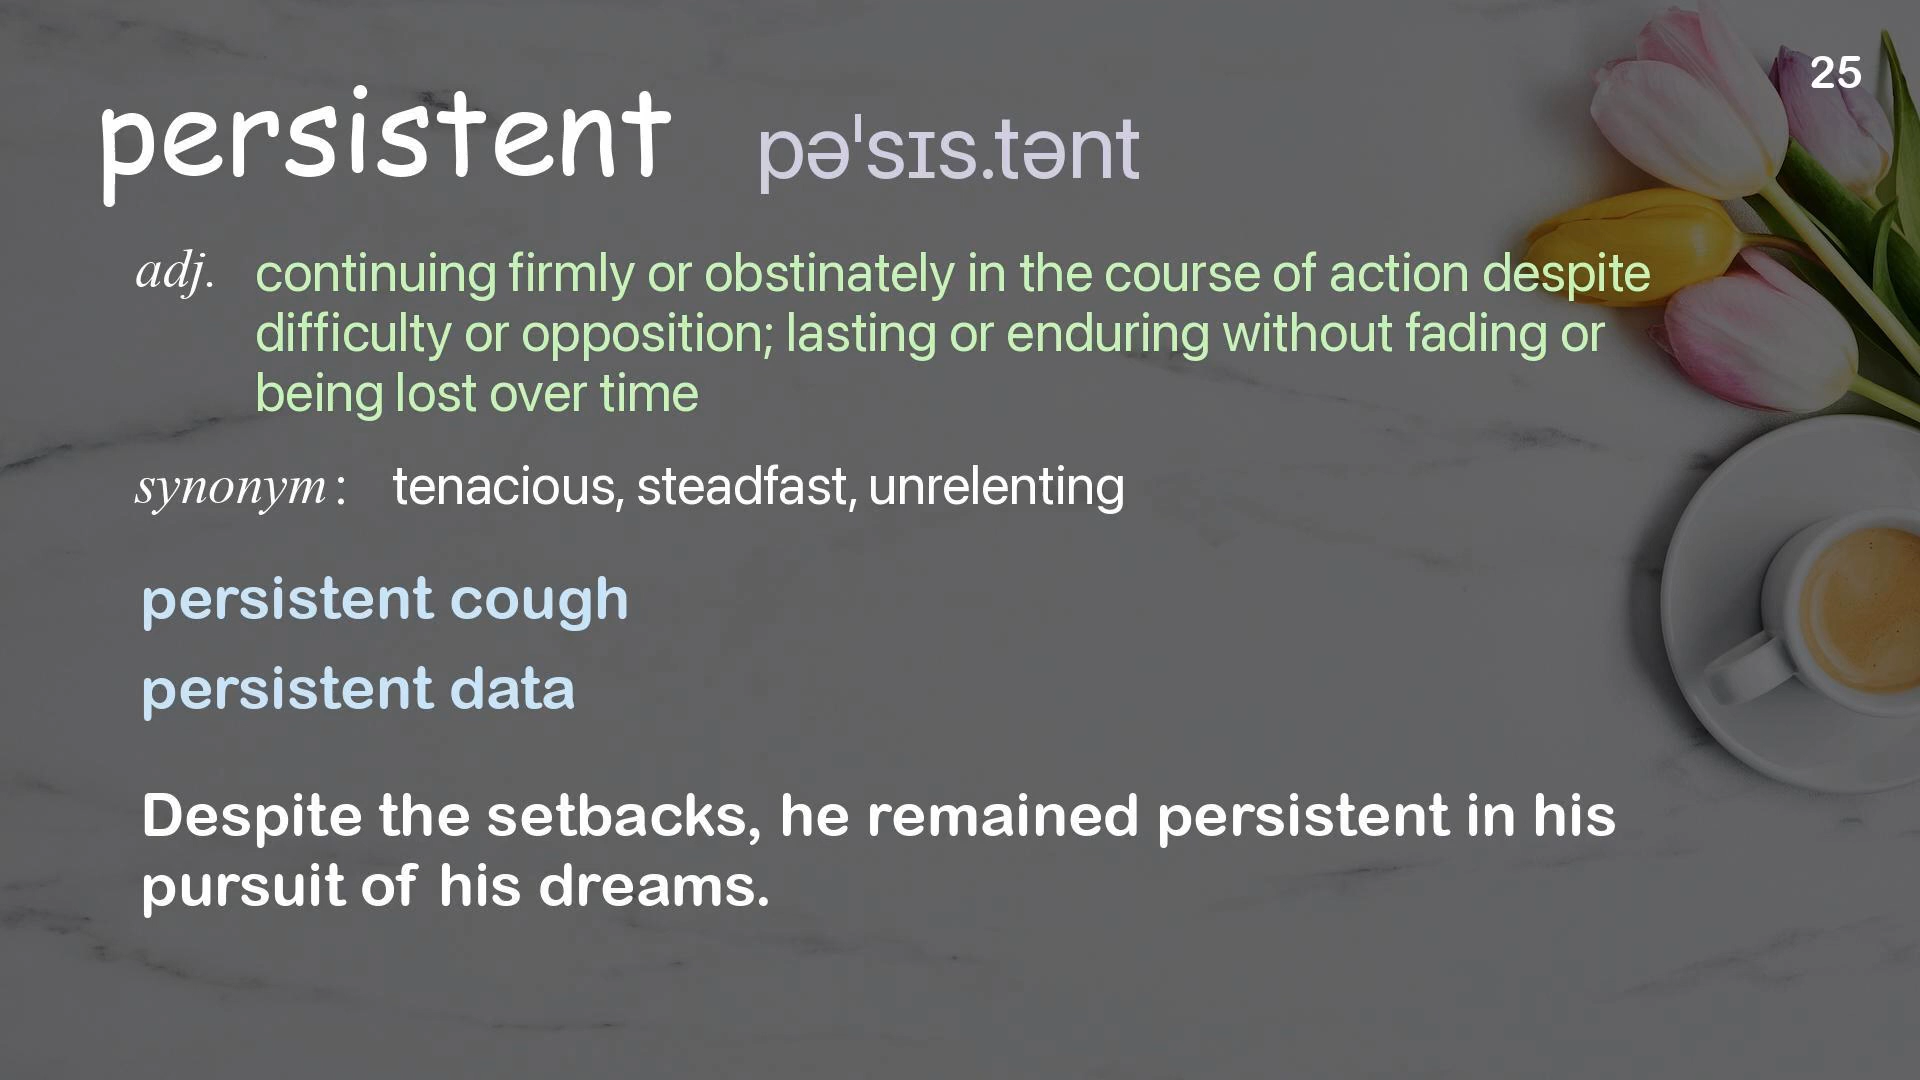 25
persistent pəˈsɪs.tənt
adj. continuing firmly or obstinately in the course of action despite
difficulty or opposition; lasting or enduring without fading or
being lost over time
synonym: tenacious, steadfast, unrelenting
persistent cough
persistent data
Despite the setbacks, he remained persistent in his
pursuit of his dreams.